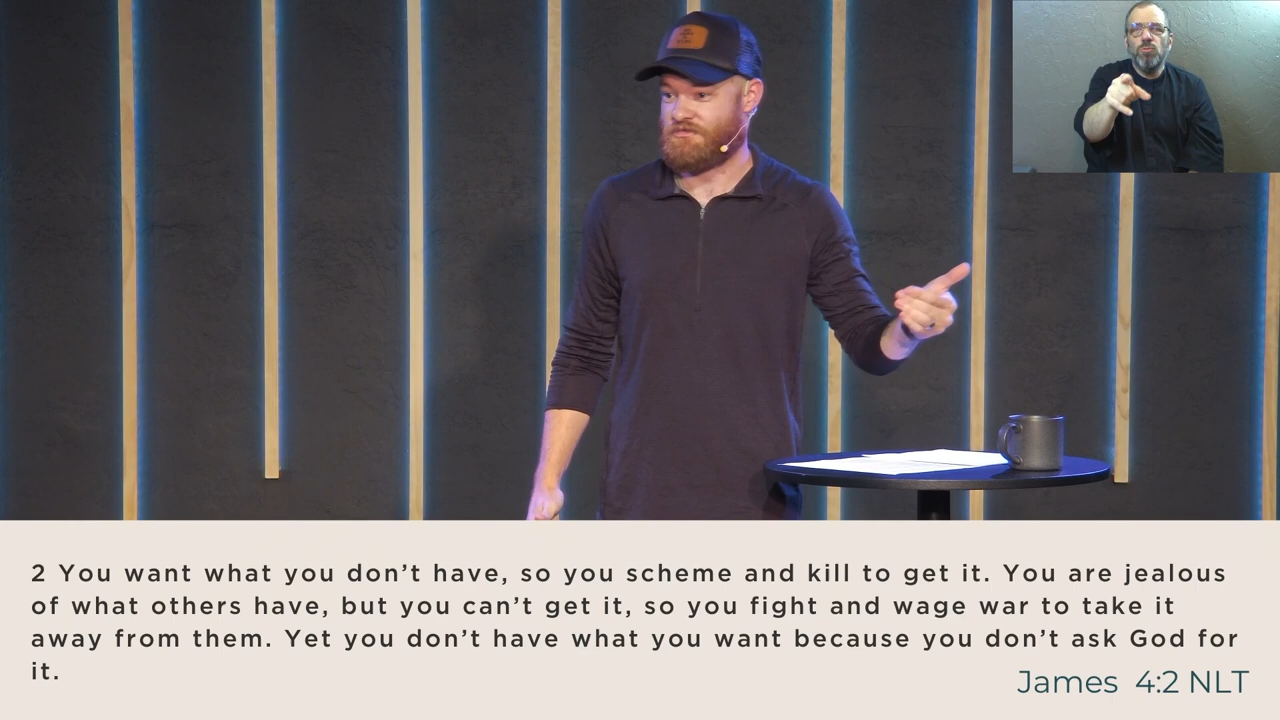 2 You want what you don’t have, so you scheme and kill to get it. You are jealous
of what others have, but you can’t get it, so you fight and wage war to take it
away from them. Yet you don’t have what you want because you don’t ask God for
it.
James 4:2 NLT